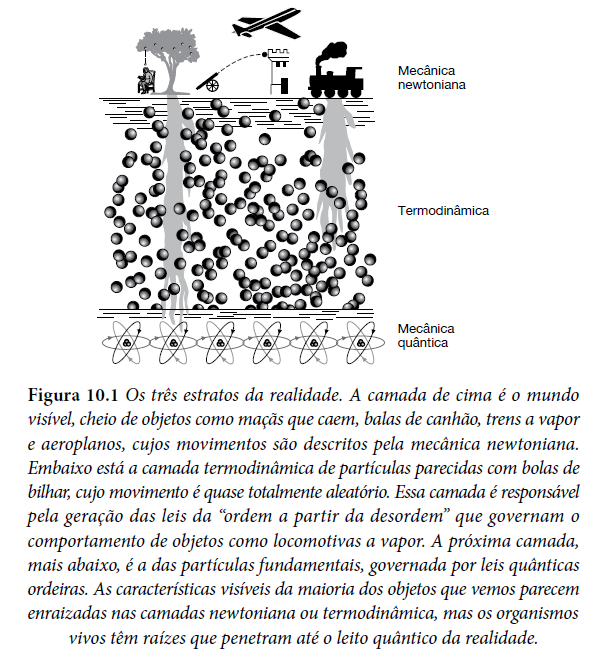 Mecânica
newtoniana
Termodinâmica
Mecânica
quântica
Figura 10.1 Os três estratos da realidade. A camada de cima é o mundo
visível, cheio de objetos como maçãs que caem, balas de canhão, trens a vapor
e aeroplanos, cujos movimentos são descritos pela mecânica newtoniana.
Embaixo está a camada termodinâmica de partículas parecidas com bolas de
bilhar, cujo movimento é quase totalmente aleatório. Essa camada é responsável
pela geração das leis da “ordem a partir da desordem” que governam o
comportamento de objetos como locomotivas a vapor. A próxima camada,
mais abaixo, é a das partículas fundamentais, governada por leis quânticas
ordeiras. As características visíveis da maioria dos objetos que vemos parecem
enraizadas nas camadas newtoniana ou termodinâmica, mas os organismos
vivos têm raízes que penetram até o leito quântico da realidade.